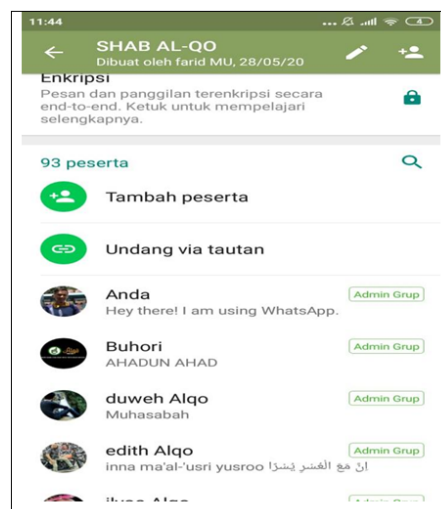 11:44
SHAB AL-QO
Dibuat oleh farid MU, 28/05/20
Enkripsi
Pesan dan panggilan terenkripsi secara
end-to-end. Ketuk untuk mempelajari
selengkapnya.
93 peserta
Tambah peserta
Undang via tautan
Anda Admin Grup
Hey there! I am using WhatsApp.
Buhori Admin Grup
AHADUN AHAD
duweh Alqo Admin Grup
Muhasabah
edith Alqo Admin Grup
inna ma'al-'usri yusroo اِنّ مَعَ الْعُسْرِ يُسْرًا